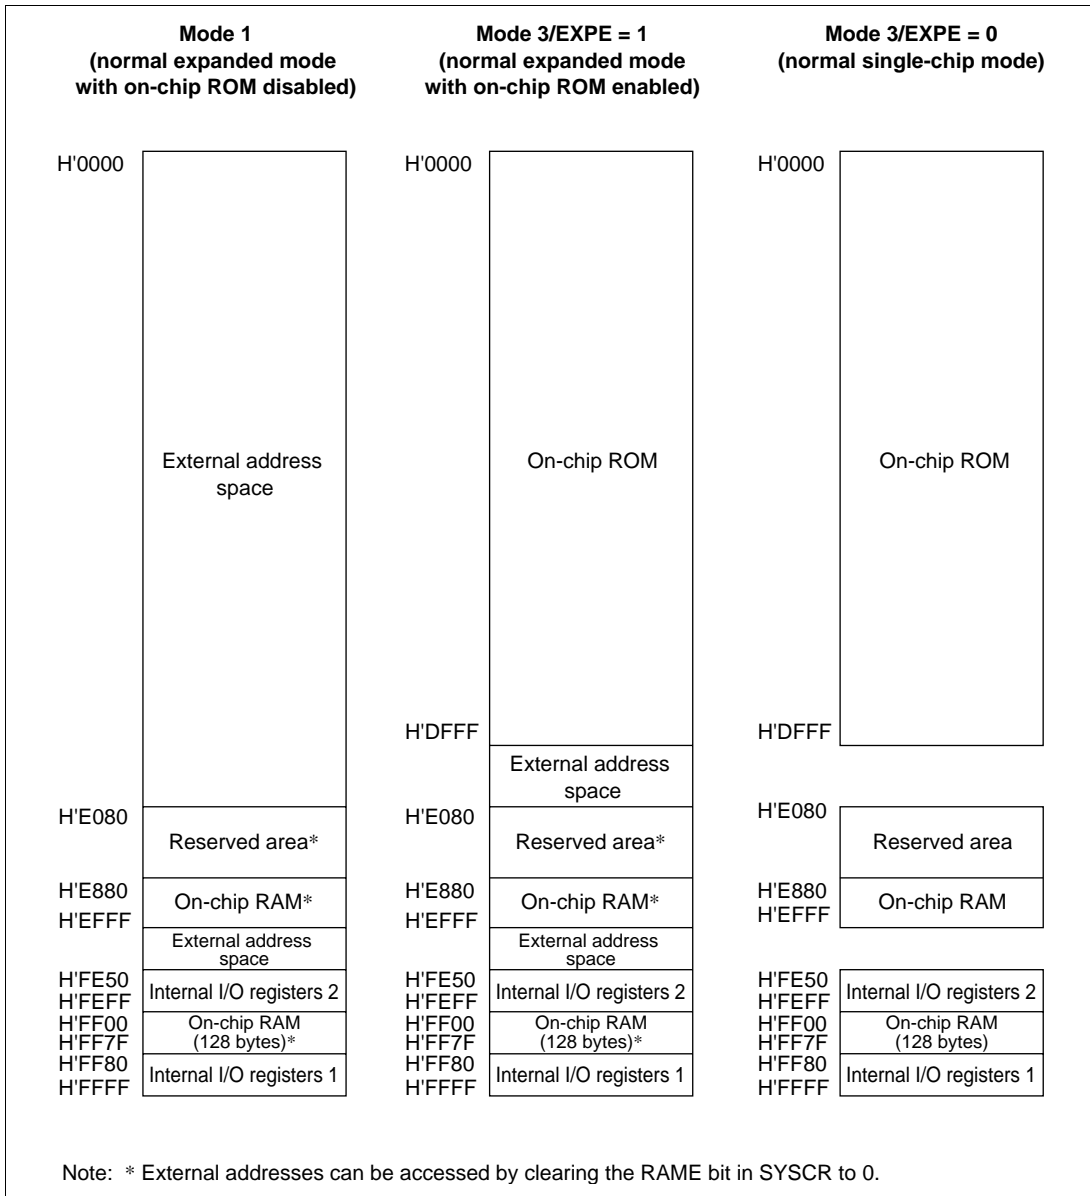 Mode 1
(normal expanded mode
with on-chip ROM disabled)
H'0000
External address
space
H'E080
Reserved area*
H'E880
On-chip RAM*
H'EFFF
External address
space
H'FE50
Internal I/O registers 2
H'FEFF
H'FF00
On-chip RAM
(128 bytes)*
H'FF7F
H'FF80
Internal I/O registers 1
H'FFFF
Mode 3/EXPE = 1
(normal expanded mode
with on-chip ROM enabled)
H'0000
On-chip ROM
H'DFFF
External address
space
H'E080
Reserved area*
H'E880
On-chip RAM*
H'EFFF
External address
space
H'FE50
Internal I/O registers 2
H'FEFF
H'FF00
On-chip RAM
(128 bytes)*
H'FF7F
H'FF80
Internal I/O registers 1
H'FFFF
Mode 3/EXPE = 0
(normal single-chip mode)
H'0000
On-chip ROM
H'DFFF
H'E080
Reserved area
H'E880
On-chip RAM
H'EFFF
H'FE50
Internal I/O registers 2
H'FEFF
H'FF00
On-chip RAM
(128 bytes)
H'FF7F
H'FF80
Internal I/O registers 1
H'FFFF
Note: * External addresses can be accessed by clearing the RAME bit in SYSCR to 0.